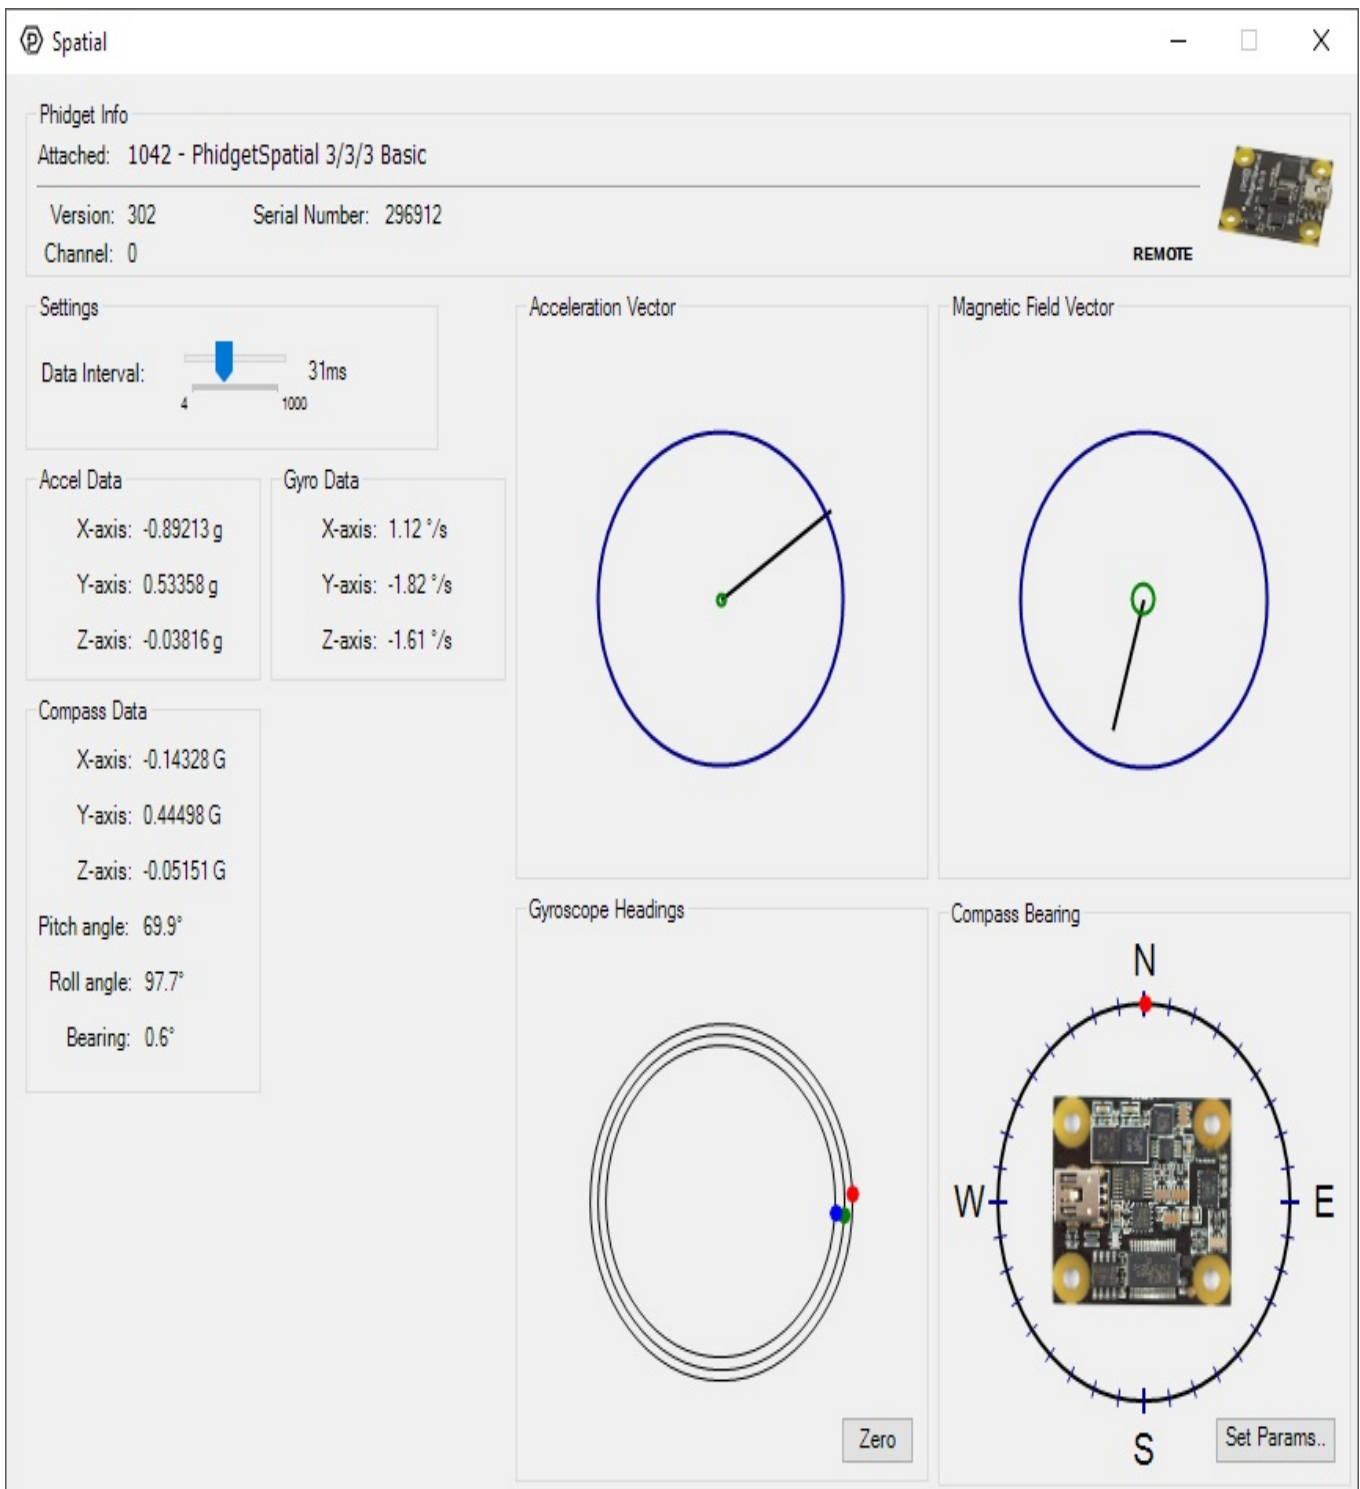 Spatial
Phidget Info
Attached: 1042 - PhidgetSpatial 3/3/3 Basic
Version: 302 Serial Number: 296912
Channel: 0
REMOTE
Settings
Data Interval: 31ms
4 1000
Accel Data
X-axis: -0.89213 g
Y-axis: 0.53358 g
Z-axis: -0.03816 g
Gyro Data
X-axis: 1.12 °/s
Y-axis: -1.82 °/s
Z-axis: -1.61 °/s
Compass Data
X-axis: -0.14328 G
Y-axis: 0.44498 G
Z-axis: -0.05151 G
Pitch angle: 69.9°
Roll angle: 97.7°
Bearing: 0.6°
Acceleration Vector
Magnetic Field Vector
Gyroscope Headings
Zero
Compass Bearing
N
W E
S
Set Params..